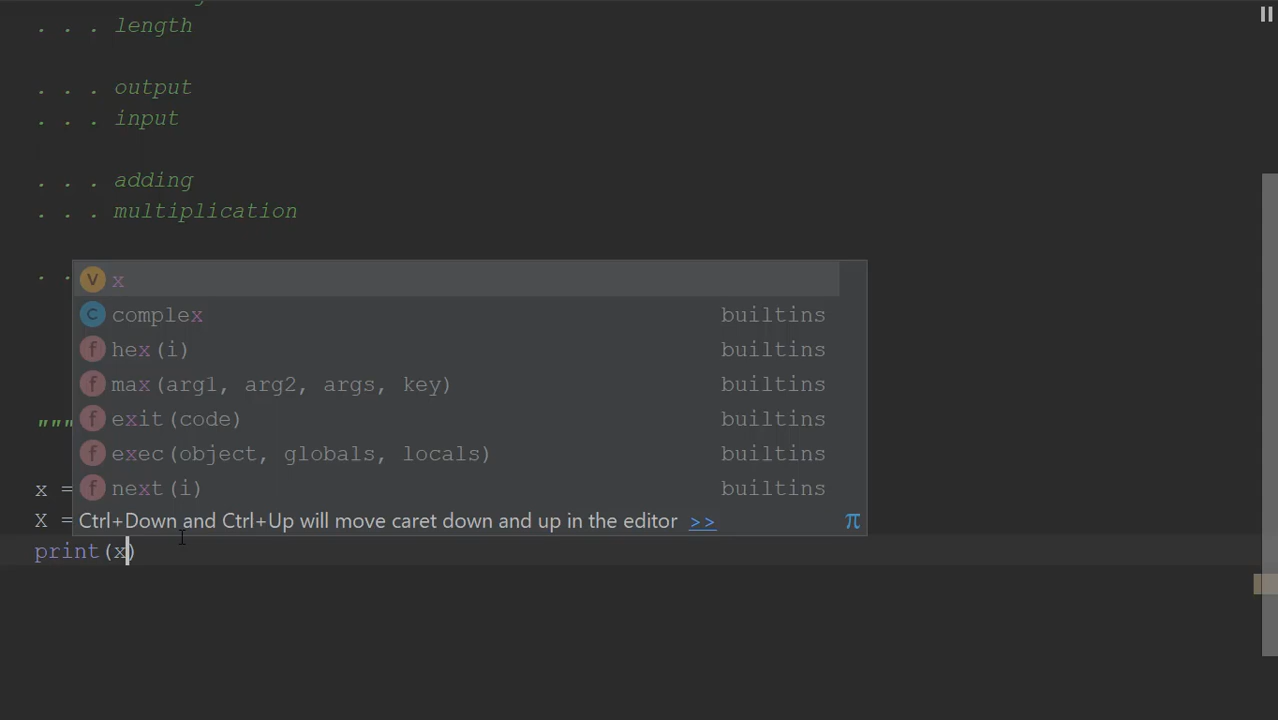 . . . length
. . . output
. . . input
. . . adding
. . . multiplication
. .
V x
C complex builtins
f hex(i) builtins
f max(arg1, arg2, args, key) builtins
f exit(code) builtins
f exec(object, globals, locals) builtins
f next(i) builtins
Ctrl+Down and Ctrl+Up will move caret down and up in the editor >> π
"""
x =
X =
print(x)